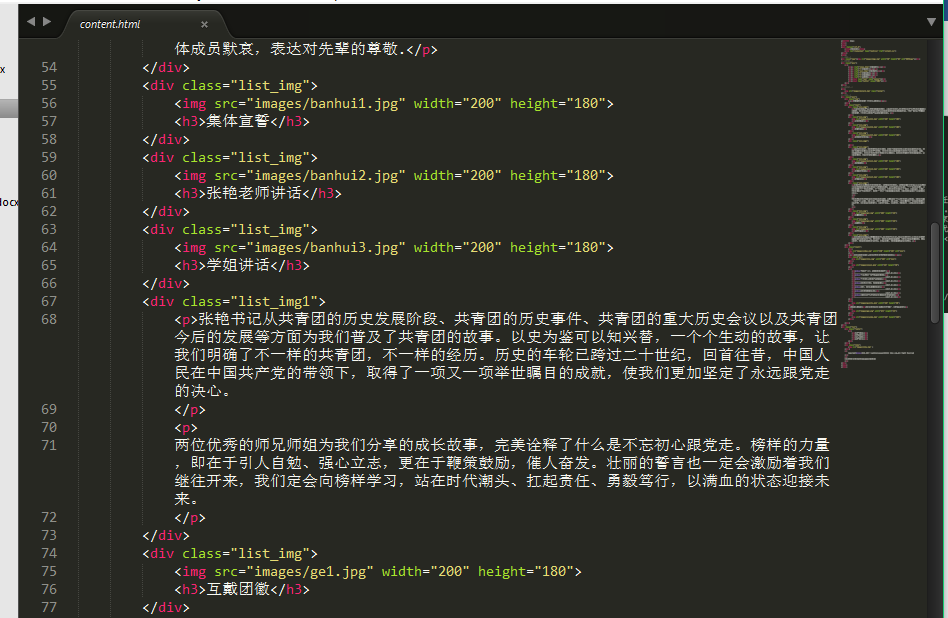 content.html
x
体成员默哀，表达对先辈的尊敬.</p>
54 </div>
55 <div class="list_img">
56 <img src="images/banhui1.jpg" width="200" height="180">
57 <h3>集体宣誓</h3>
58 </div>
59 <div class="list_img">
60 <img src="images/banhui2.jpg" width="200" height="180">
61 <h3>张艳老师讲话</h3>
62 </div>
63 <div class="list_img">
64 <img src="images/banhui3.jpg" width="200" height="180">
65 <h3>学姐讲话</h3>
66 </div>
67 <div class="list_img1">
68 <p>张艳书记从共青团的历史发展阶段、共青团的历史事件、共青团的重大历史会议以及共青团
今后的发展等方面为我们普及了共青团的故事。以史为鉴可以知兴替，一个个生动的故事，让
我们明确了不一样的共青团，不一样的经历。历史的车轮已跨过二十世纪，回首往昔，中国人
民在中国共产党的带领下，取得了一项又一项举世瞩目的成就，使我们更加坚定了永远跟党走
的决心。
69 </p>
70 <p>
71 两位优秀的师兄师姐为我们分享的成长故事，完美诠释了什么是不忘初心跟党走。榜样的力量
，即在于引人自勉、强心立志，更在于鞭策鼓励，催人奋发。壮丽的誓言也一定会激励着我们
继往开来，我们定会向榜样学习，站在时代潮头、扛起责任、勇毅笃行，以满血的状态迎接未
来。
72 </p>
73 </div>
74 <div class="list_img">
75 <img src="images/ge1.jpg" width="200" height="180">
76 <h3>互戴团徽</h3>
77 </div>